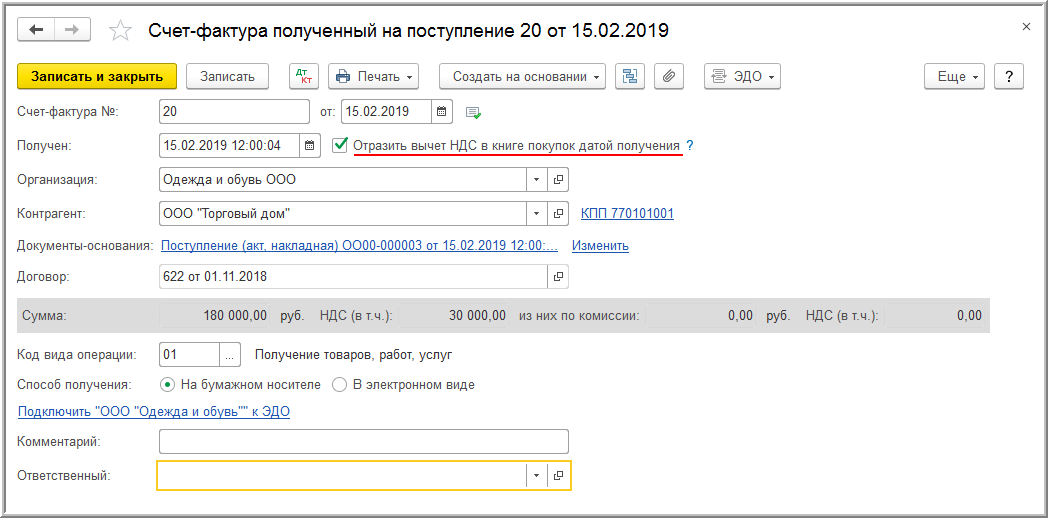 Счет-фактура полученный на поступление 20 от 15.02.2019 ×
Записать и закрыть Записать Дт Кт Печать Создать на основании ЭДО Еще ?
Счет-фактура №: 20 от: 15.02.2019
Получен: 15.02.2019 12:00:04 Отразить вычет НДС в книге покупок датой получения ?
Организация: Одежда и обувь ООО
Контрагент: ООО "Торговый дом" КПП 770101001
Документы-основания: Поступление (акт, накладная) ОО00-000003 от 15.02.2019 12:00:... Изменить
Договор: 622 от 01.11.2018
Сумма: 180 000,00 руб. НДС (в т.ч.): 30 000,00 из них по комиссии: 0,00 руб. НДС (в т.ч.): 0,00
Код вида операции: 01 ... Получение товаров, работ, услуг
Способ получения: На бумажном носителе В электронном виде
Подключить "ООО "Одежда и обувь"" к ЭДО
Комментарий:
Ответственный: